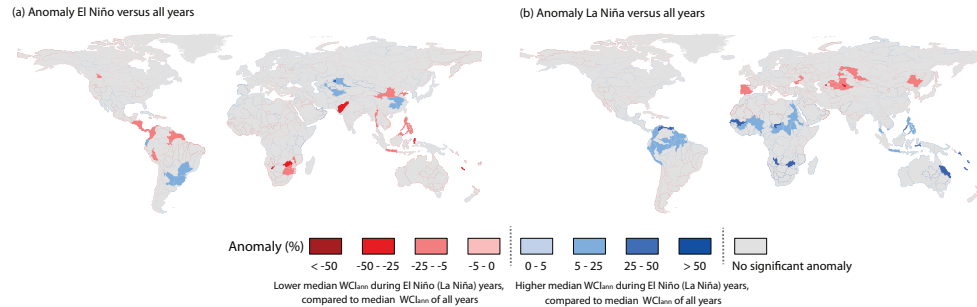 (a) Anomaly El Niño versus all years
(b) Anomaly La Niña versus all years
Anomaly (%)
< -50
-50 - -25
-25 - -5
-5 - 0
0 - 5
5 - 25
25 - 50
> 50
No significant anomaly
Lower median WCIann during El Niño (La Niña) years,
compared to median WCIann of all years
Higher median WCIann during El Niño (La Niña) years,
compared to median WCIann of all years